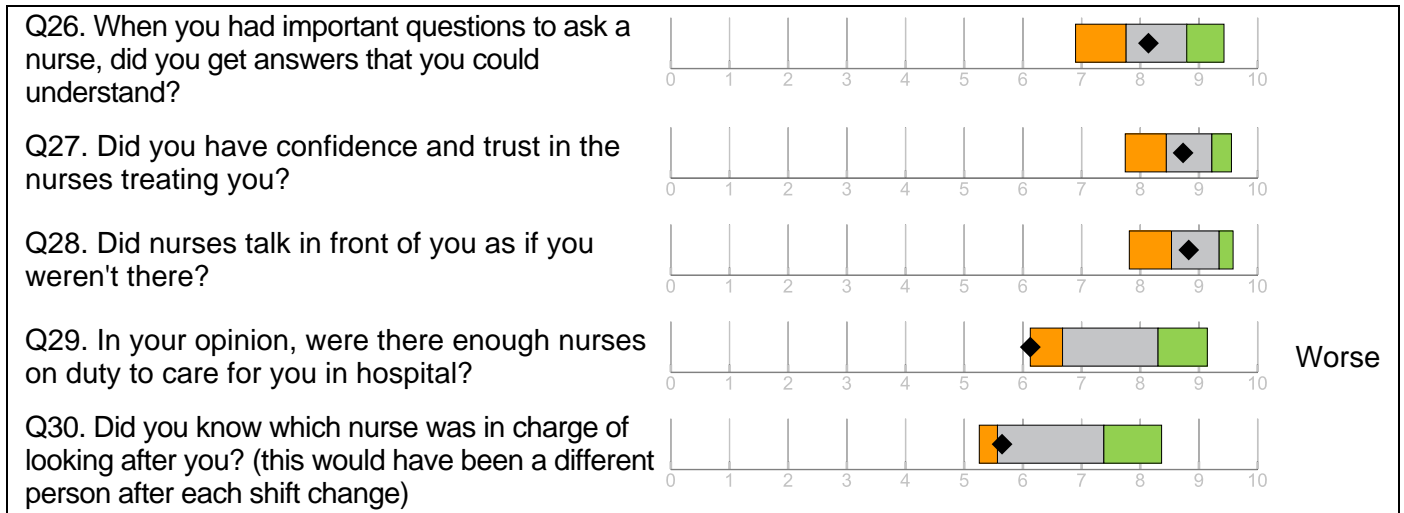 Q26. When you had important questions to ask a
nurse, did you get answers that you could
understand?
0 1 2 3 4 5 6 7 8 9 10
Q27. Did you have confidence and trust in the
nurses treating you?
0 1 2 3 4 5 6 7 8 9 10
Q28. Did nurses talk in front of you as if you
weren't there?
0 1 2 3 4 5 6 7 8 9 10
Q29. In your opinion, were there enough nurses
on duty to care for you in hospital?
0 1 2 3 4 5 6 7 8 9 10
Worse
Q30. Did you know which nurse was in charge of
looking after you? (this would have been a different
person after each shift change)
0 1 2 3 4 5 6 7 8 9 10